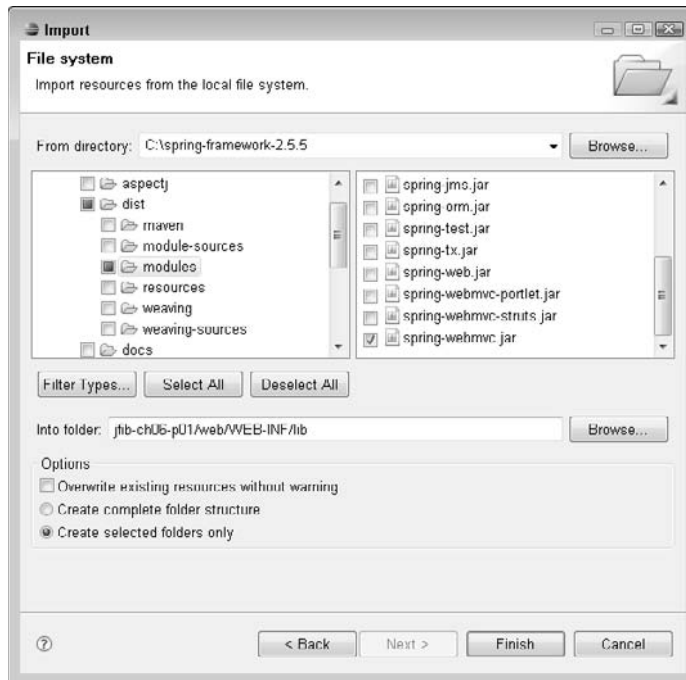 Import
File system
Import resources from the local file system.
From directory: C:\spring-framework-2.5.5 Browse...
aspectj
dist
maven
module-sources
modules
resources
weaving
weaving-sources
docs
spring-jms.jar
spring-orm.jar
spring-test.jar
spring-tx.jar
spring-web.jar
spring-webmvc-portlet.jar
spring-webmvc-struts.jar
spring-webmvc.jar
Filter Types... Select All Deselect All
Into folder: jfib-ch06-p01/web/WEB-INF/lib Browse...
Options
Overwrite existing resources without warning
Create complete folder structure
Create selected folders only
? < Back Next > Finish Cancel